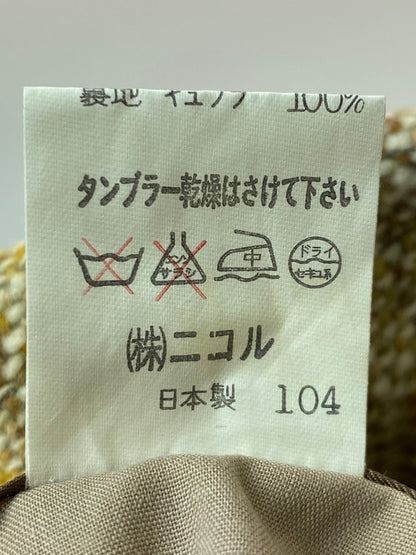 裏地 キュプラ 100%
タンブラー乾燥はさけて下さい
エンソ サラシ 中 ドライ セキユ系
㈱ニコル
日本製 104